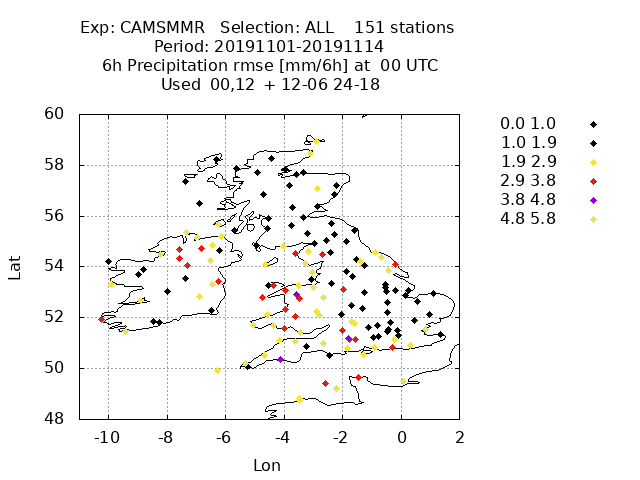 Exp: CAMSMMR Selection: ALL 151 stations
Period: 20191101-20191114
6h Precipitation rmse [mm/6h] at 00 UTC
Used 00,12 + 12-06 24-18
60
58
56
54
52
50
48
Lat
-10 -8 -6 -4 -2 0 2
Lon
0.0 1.0
1.0 1.9
1.9 2.9
2.9 3.8
3.8 4.8
4.8 5.8